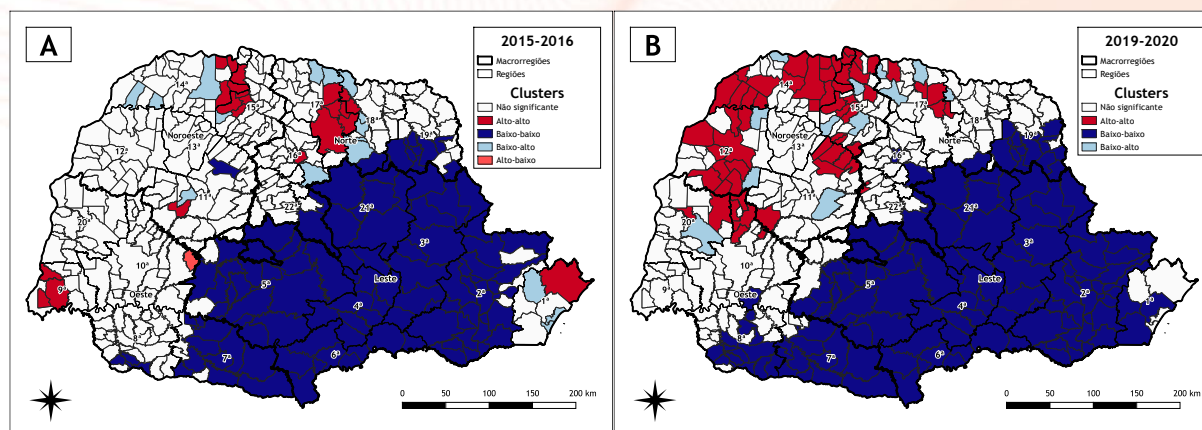 A
2015-2016
Macrorregiões
Regiões
Clusters
Não significante
Alto-alto
Baixo-baixo
Baixo-alto
Alto-baixo
14ª
15ª
17ª
18ª
19ª
Noroeste
13ª
12ª
Norte
16ª
11ª
22ª
21ª
20ª
3ª
10ª
5ª
Leste
9ª
Oeste
4ª
2ª
1ª
8ª
7ª
6ª
0 50 100 200 km
B
2019-2020
Macrorregiões
Regiões
Clusters
Não significante
Alto-alto
Baixo-baixo
Baixo-alto
Alto-baixo
14ª
15ª
17ª
18ª
19ª
Noroeste
13ª
12ª
Norte
16ª
11ª
22ª
21ª
20ª
3ª
10ª
5ª
Leste
9ª
Oeste
4ª
2ª
1ª
8ª
7ª
6ª
0 50 100 200 km